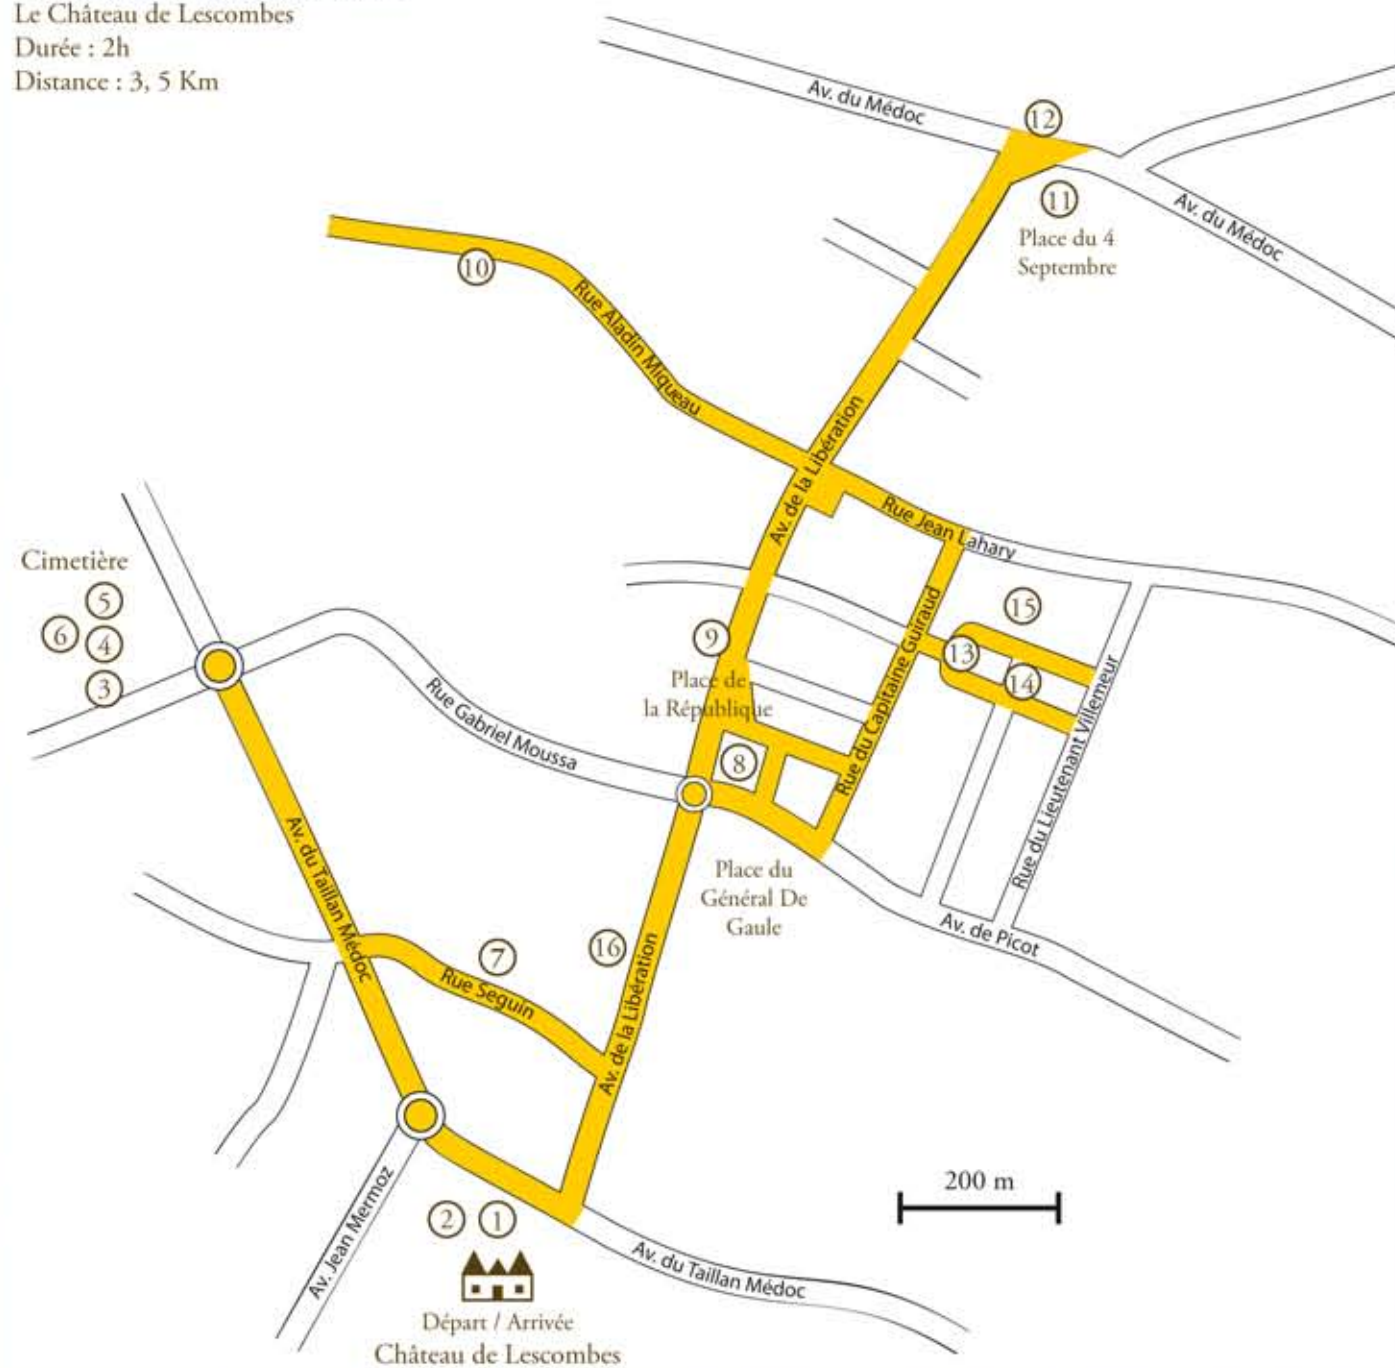 Le Château de Lescombes
Durée : 2h
Distance : 3, 5 Km
Av. du Médoc
12
11
Av. du Médoc
Place du 4
Septembre
10
Rue Aladin Miqueau
Av. de la Libération
Rue Jean Lahary
Cimetière
5
6
4
3
15
9
13
14
Place de
la République
Rue du Capitaine Guiraud
Rue du Lieutenant Villemeur
Rue Gabriel Moussa
8
Place du
Général De
Gaule
Av. du Taillan Médoc
16
7
Rue Seguin
Av. de la Libération
Av. de Picot
200 m
Av. Jean Mermoz
2
1
Av. du Taillan Médoc
Départ / Arrivée
Château de Lescombes